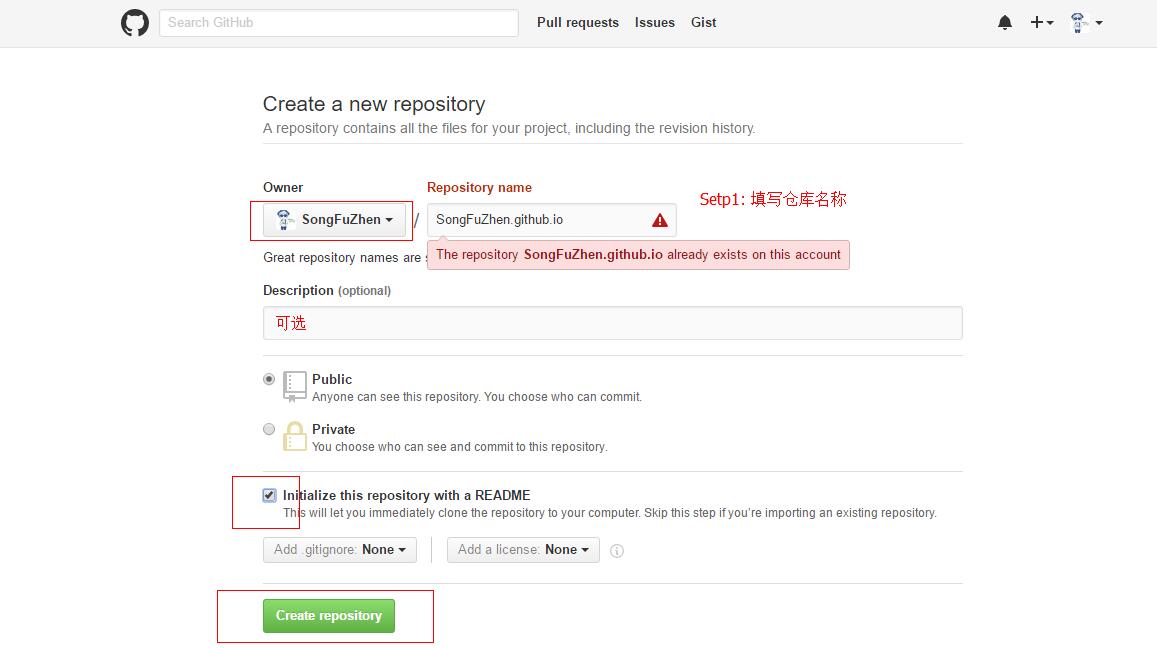 Search GitHub Pull requests Issues Gist
Create a new repository
A repository contains all the files for your project, including the revision history.
Owner Repository name
Setp1: 填写仓库名称
SongFuZhen / SongFuZhen.github.io
The repository SongFuZhen.github.io already exists on this account
Great repository names are s
Description (optional)
可选
Public
Anyone can see this repository. You choose who can commit.
Private
You choose who can see and commit to this repository.
Initialize this repository with a README
This will let you immediately clone the repository to your computer. Skip this step if you’re importing an existing repository.
Add .gitignore: None Add a license: None
Create repository